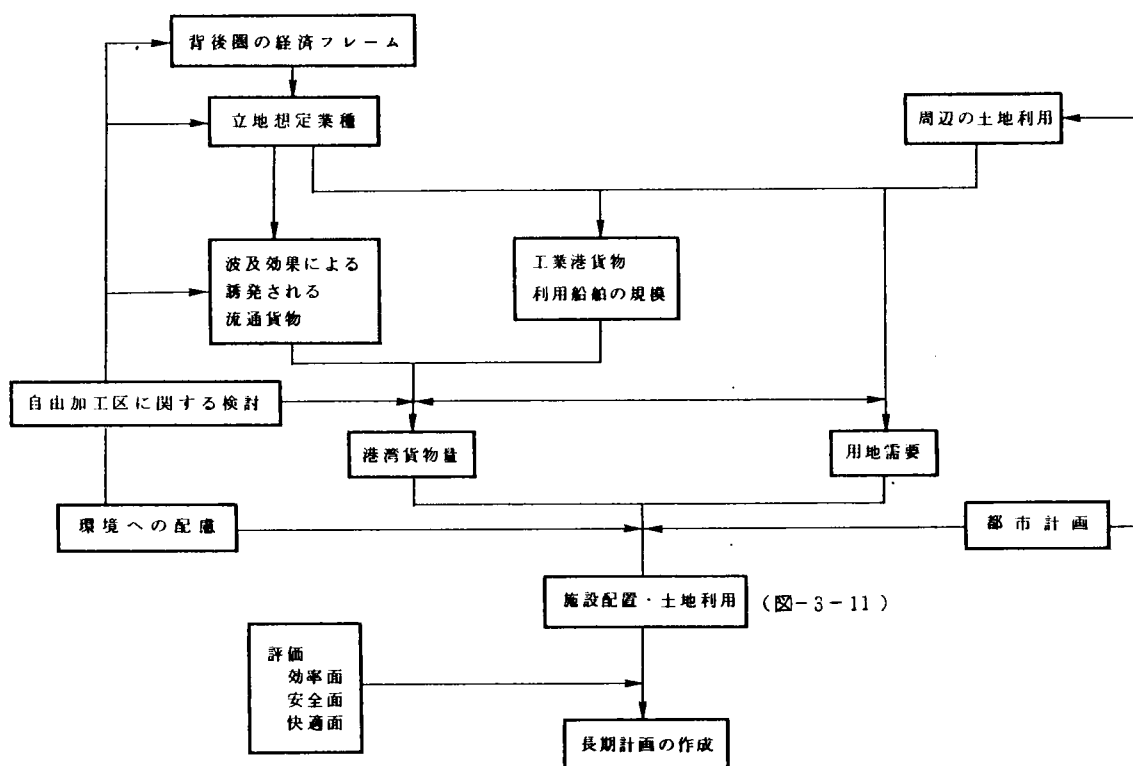 背後圏の経済フレーム
立地想定業種
周辺の土地利用
波及効果による
誘発される
流通貨物
工業港貨物
利用船舶の規模
自由加工区に関する検討
港湾貨物量
用地需要
環境への配慮
都市計画
施設配置・土地利用
(図-3-11)
評価
効率面
安全面
快適面
長期計画の作成